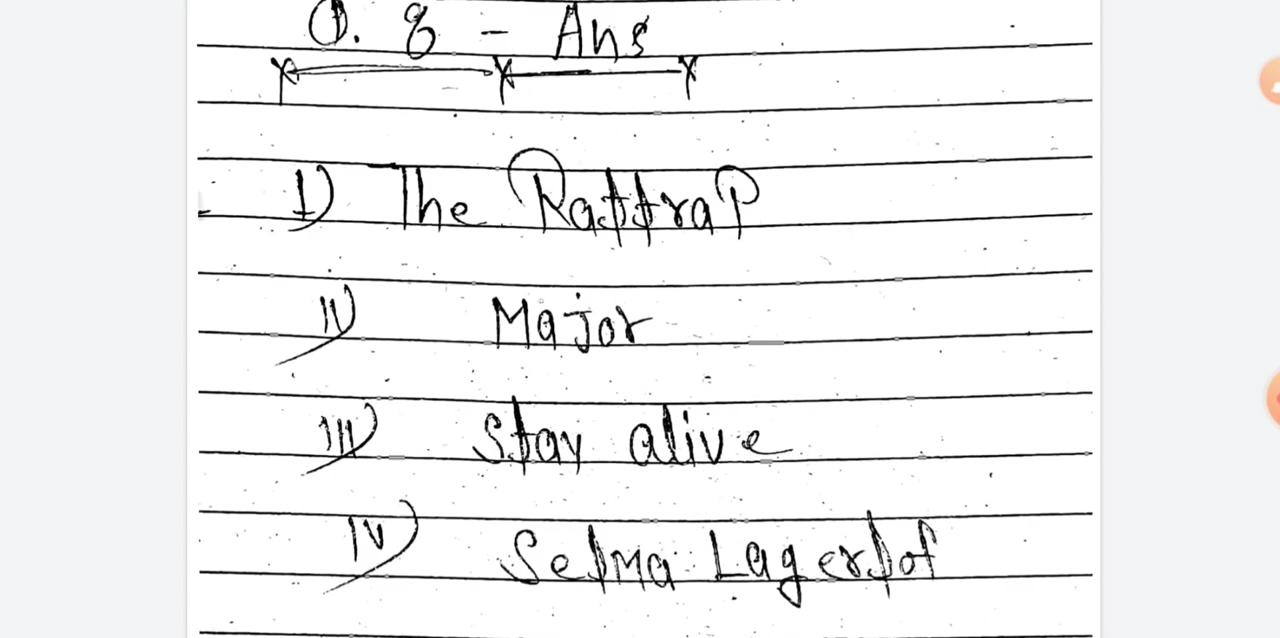 Q. 8 - Ans
I) The Rattrap
II) Major
III) Stay alive
IV) Selma Lagerlof